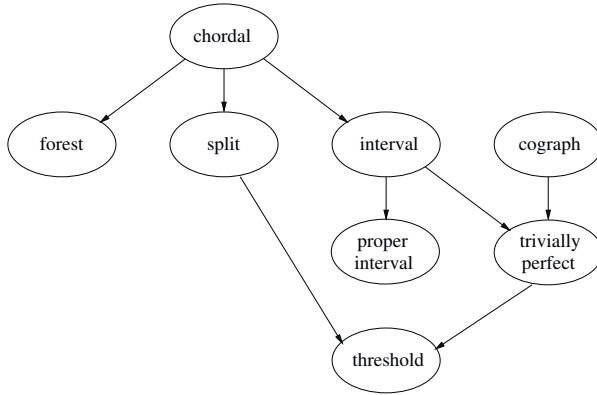 chordal
forest
split
interval
cograph
proper
interval
trivially
perfect
threshold